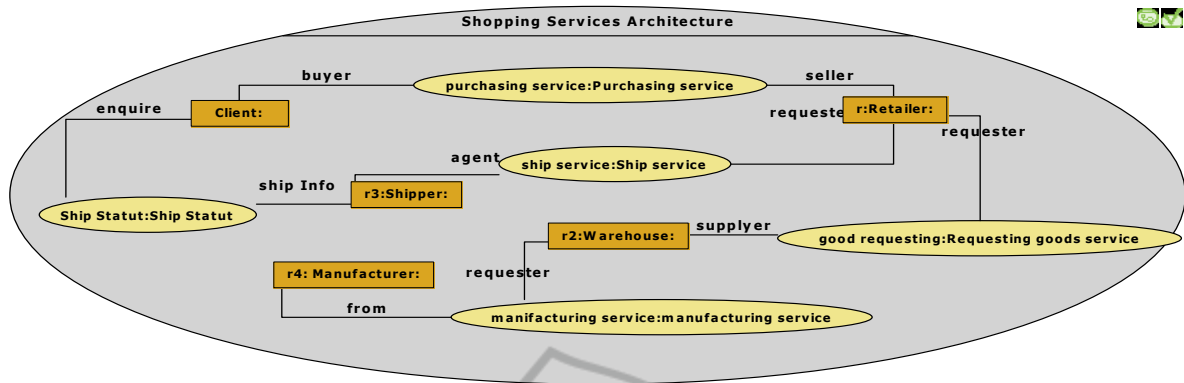 Shopping Services Architecture
buyer
purchasing service:Purchasing service
seller
enquire
Client:
requeste
r:Retailer:
requester
agent
ship service:Ship service
ship Info
r3:Shipper:
Ship Statut:Ship Statut
r2:Warehouse:
supplyer
good requesting:Requesting goods service
r4: Manufacturer:
requester
from
manifacturing service:manufacturing service